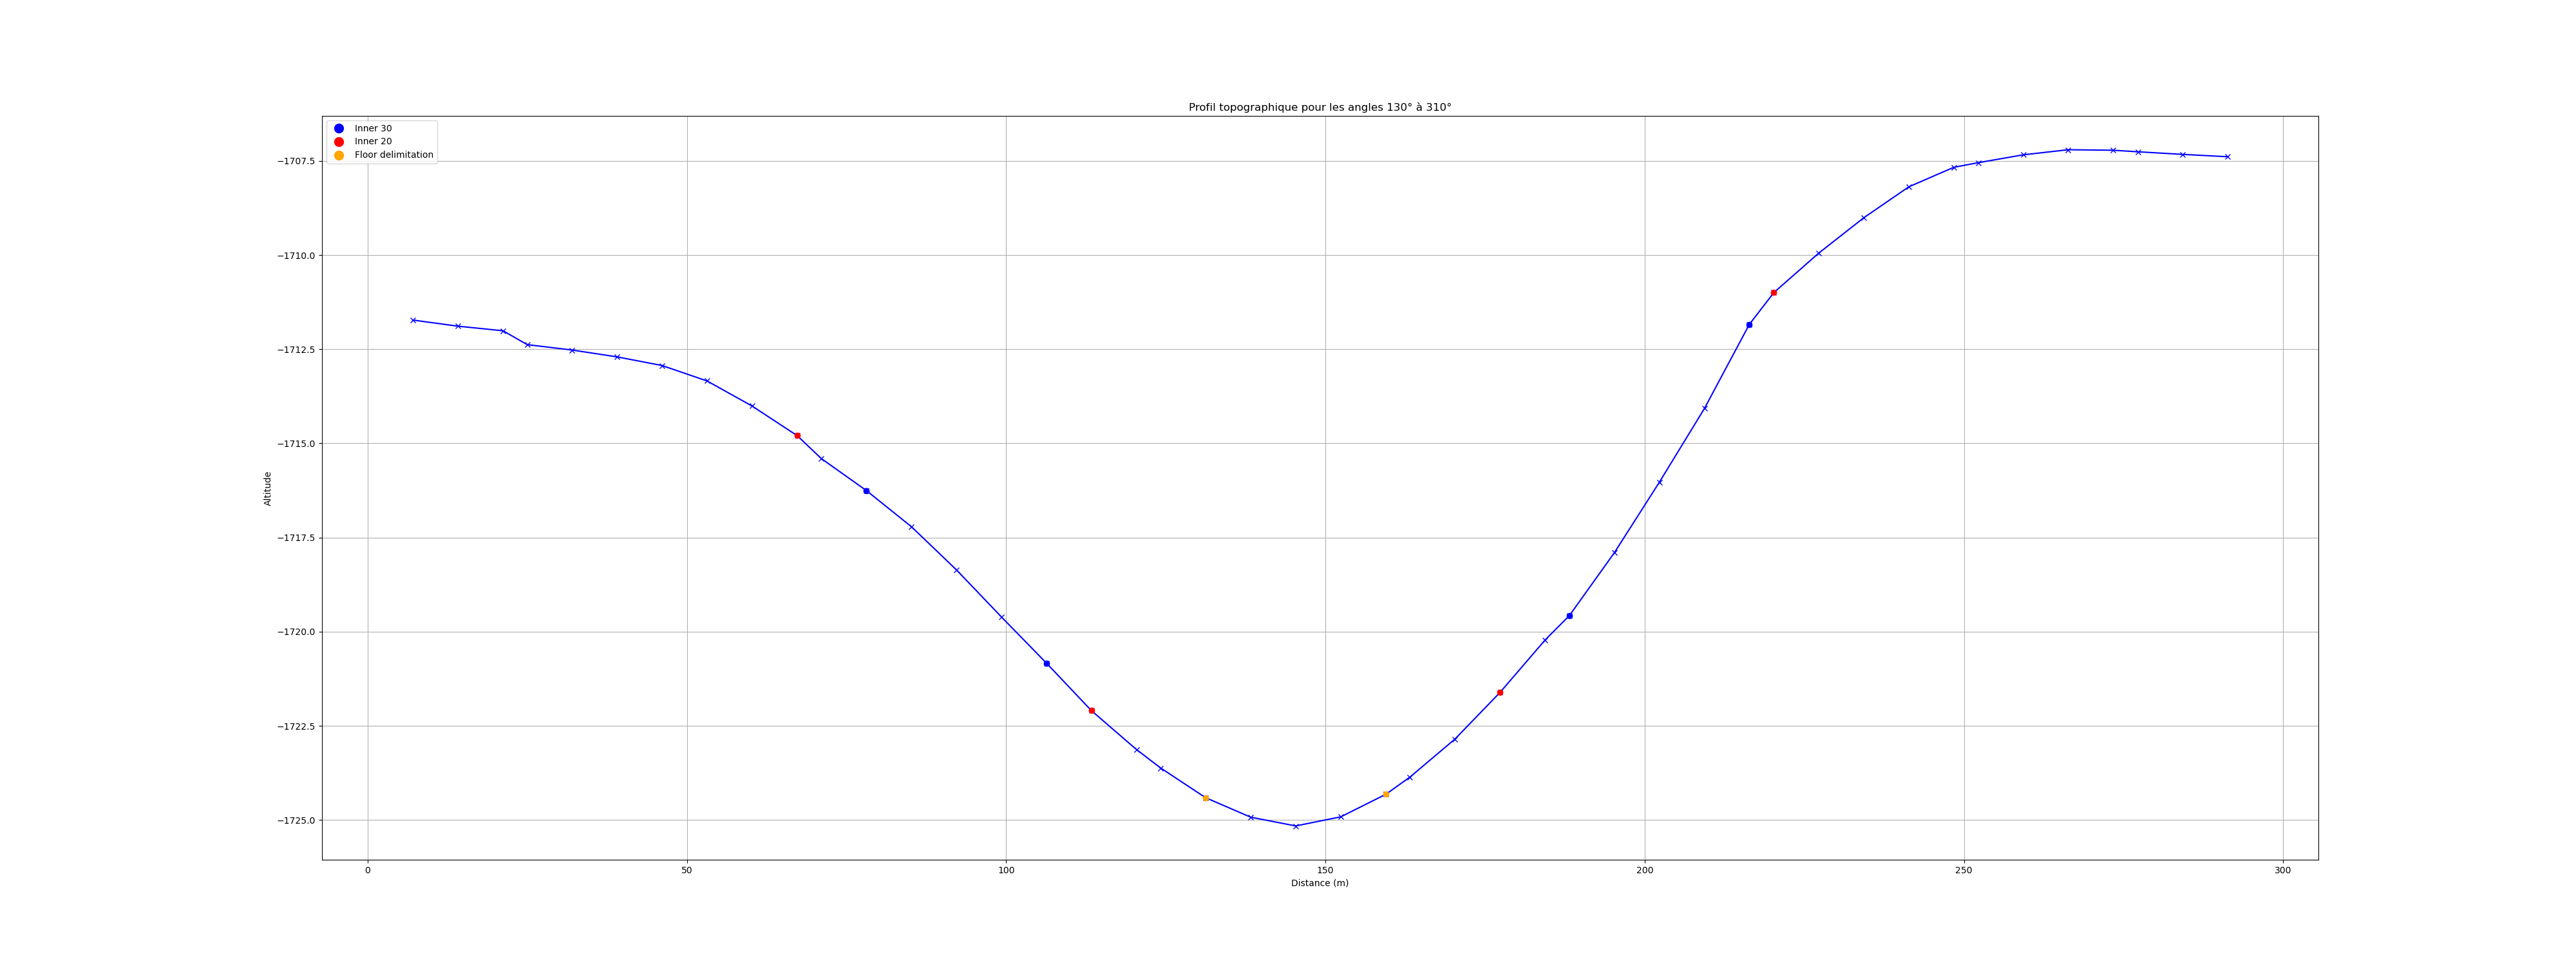 Profil topographique pour les angles 130° à 310°
Inner 30
Inner 20
Floor delimitation
−1707.5
−1710.0
−1712.5
−1715.0
−1717.5
−1720.0
−1722.5
−1725.0
Altitude
0 50 100 150 200 250 300
Distance (m)